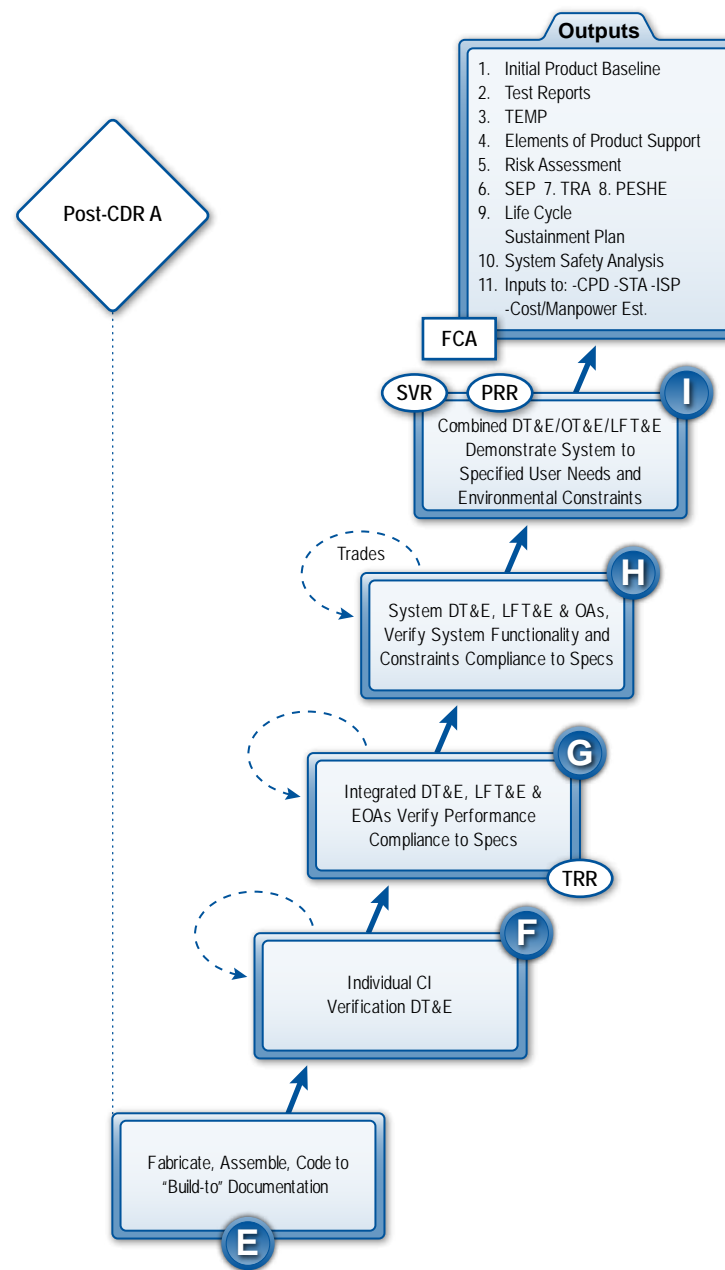 Outputs
1. Initial Product Baseline
2. Test Reports
3. TEMP
4. Elements of Product Support
5. Risk Assessment
6. SEP 7. TRA 8. PESHE
9. Life Cycle
Sustainment Plan
10. System Safety Analysis
11. Inputs to: -CPD -STA -ISP
-Cost/Manpower Est.
Post-CDR A
FCA
SVR
PRR
I
Combined DT&E/OT&E/LFT&E
Demonstrate System to
Specified User Needs and
Environmental Constraints
Trades
H
System DT&E, LFT&E & OAs,
Verify System Functionality and
Constraints Compliance to Specs
G
Integrated DT&E, LFT&E &
EOAs Verify Performance
Compliance to Specs
TRR
F
Individual CI
Verification DT&E
Fabricate, Assemble, Code to
“Build-to” Documentation
E